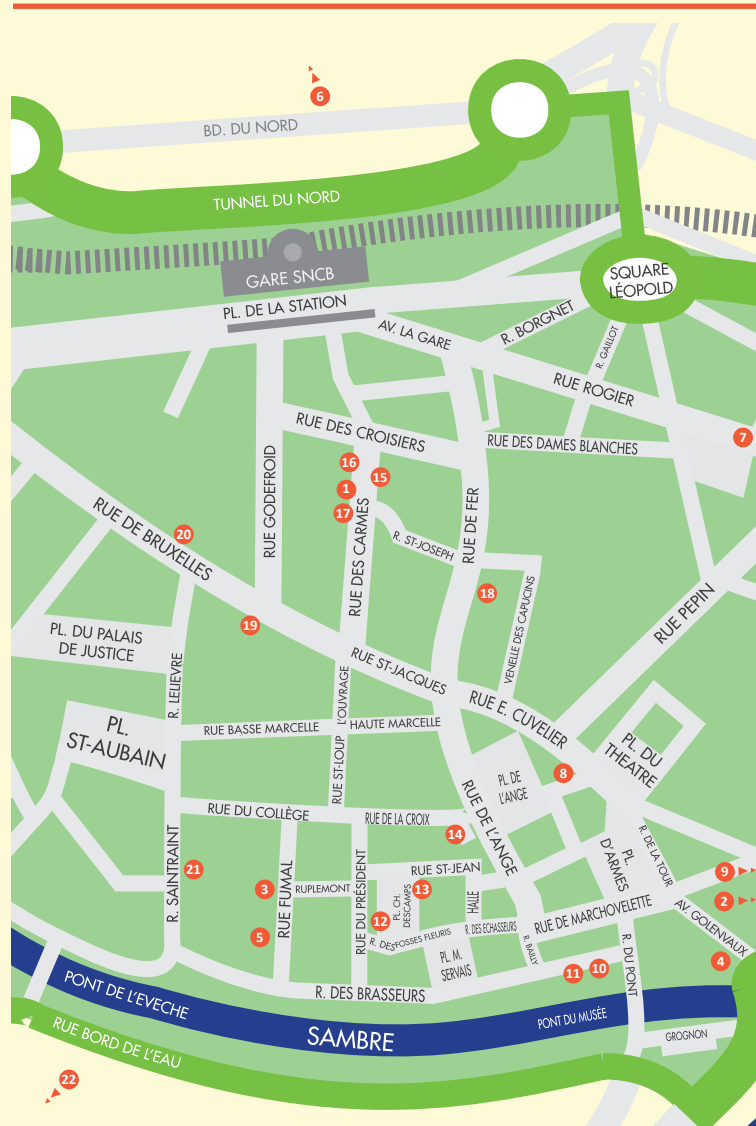 6
BD. DU NORD
TUNNEL DU NORD
GARE SNCB
SQUARE
LÉOPOLD
PL. DE LA STATION
AV. LA GARE
R. BORGNET
R. GAILLOT
RUE ROGIER
7
RUE DES CROISIERS
RUE DES DAMES BLANCHES
16
15
1
17
RUE GODEFROID
RUE DES CARMES
RUE DE FER
R. ST-JOSEPH
RUE DE BRUXELLES
20
18
VENELLE DES CAPUCINS
RUE PEPIN
19
PL. DU PALAIS
DE JUSTICE
R. LELIEVRE
RUE ST-JACQUES
L'OUVRAGE
RUE E. CUVELIER
PL.
ST-AUBAIN
RUE BASSE MARCELLE
HAUTE MARCELLE
RUE ST-LOUP
PL. DU
THEATRE
PL. DE
L'ANGE
8
RUE DE L'ANGE
RUE DU COLLÈGE
RUE DE LA CROIX
14
R. SAINTRAINT
21
RUE FUMAL
3
RUPLEMONT
RUE DU PRÉSIDENT
RUE ST-JEAN
PL. CH.
DESCAMPS
13
HALLE
12
PL.
D'ARMES
R. DE LA TOUR
9
2
5
R. DES FOSSES FLEURIS
R. DES ECHASSEURS
RUE DE MARCHOVELETTE
AV. GOLENVAUX
R. BAILLY
PL. M.
SERVAIS
R. DU PONT
4
11
10
R. DES BRASSEURS
PONT DE L'EVECHE
SAMBRE
PONT DU MUSÉE
GROGNON
RUE BORD DE L'EAU
22